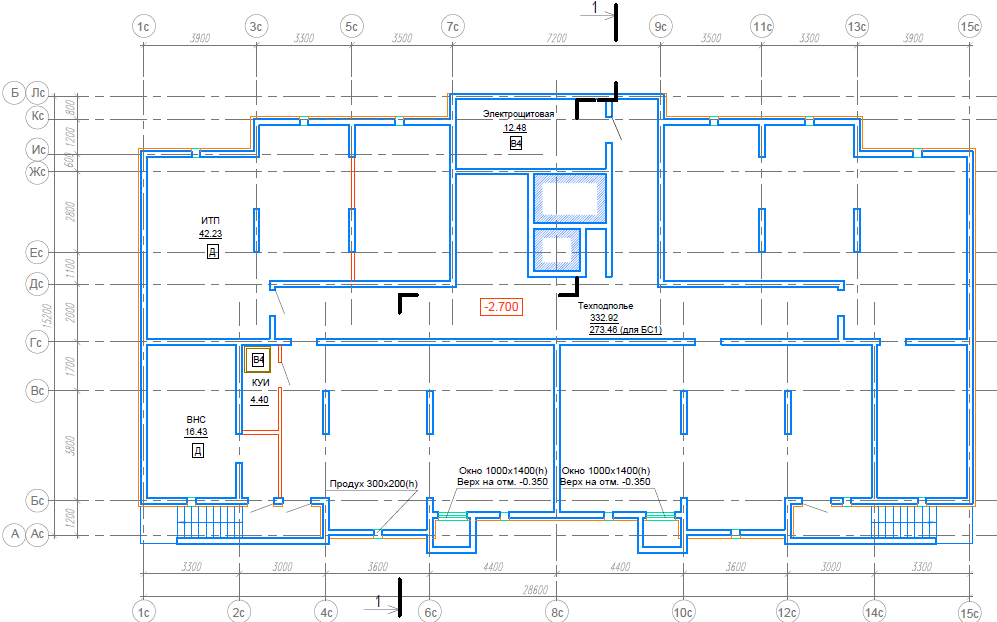 1
1с 3с 5с 7с 9с 11с 13с 15с
3900 3300 3500 7200 3500 3300 3900
Б Лс
Кс
Ис
Жс
Ес
Дс
Гс
Вс
Бс
А Ас
800
1200
600
2800
1100
2000
15200
1700
3800
1200
Электрощитовая
12.48
В4
ИТП
42.23
Д
-2.700
Техподполье
332.92
273.46 (для БС1)
В4
КУИ
4.40
ВНС
16.43
Д
Продух 300х200(h)
Окно 1000х1400(h)
Верх на отм. -0.350
Окно 1000х1400(h)
Верх на отм. -0.350
3300 3000 3600 4400 4400 3600 3000 3300
28600
1
1с 2с 4с 6с 8с 10с 12с 14с 15с